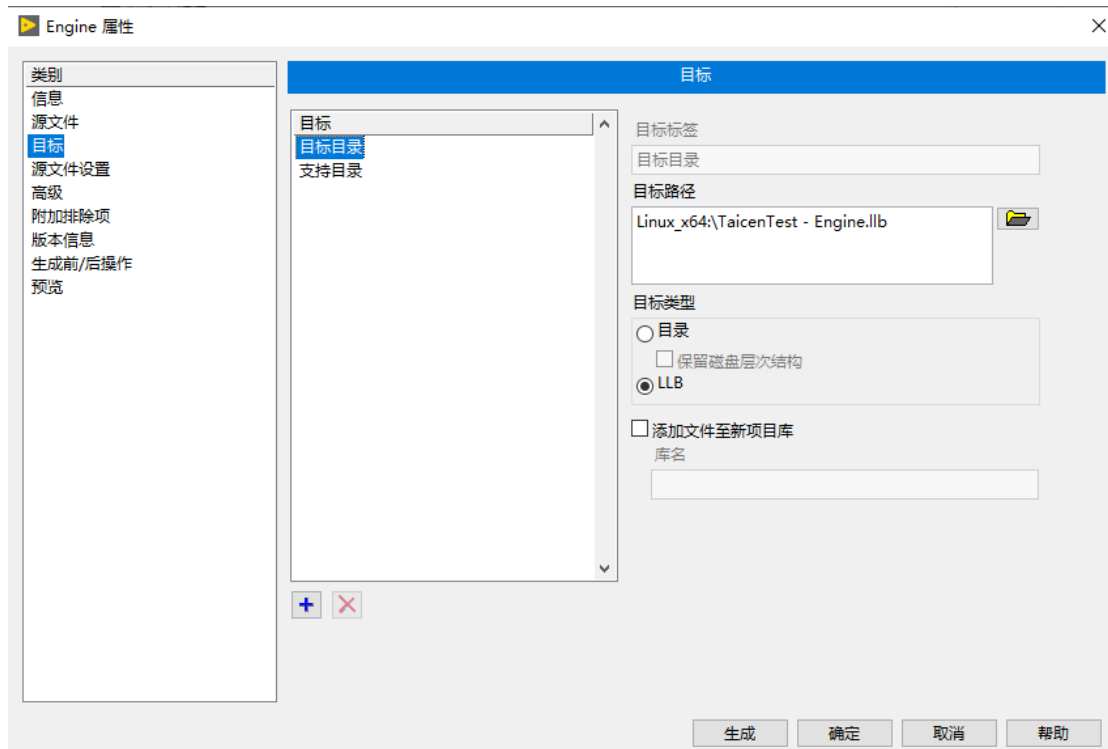 Engine 属性
类别
信息
源文件
目标
源文件设置
高级
附加排除项
版本信息
生成前/后操作
预览
目标
目标
目标目录
支持目录
目标标签
目标目录
目标路径
Linux_x64:\TaicenTest - Engine.llb
目标类型
目录
保留磁盘层次结构
LLB
添加文件至新项目库
库名
生成
确定
取消
帮助